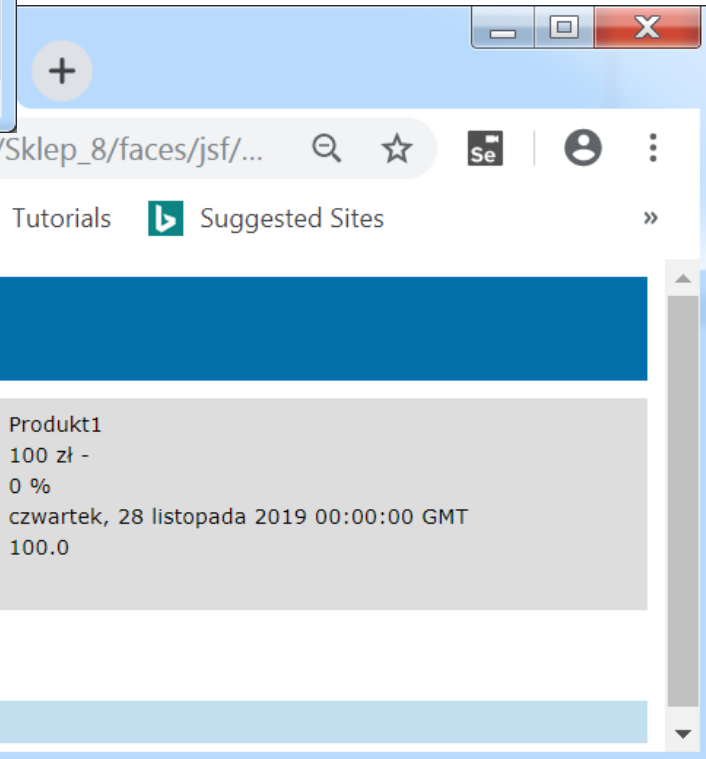 /Sklep_8/faces/jsf/...
Se
Tutorials
Suggested Sites
»
Produkt1
100 zł -
0 %
czwartek, 28 listopada 2019 00:00:00 GMT
100.0